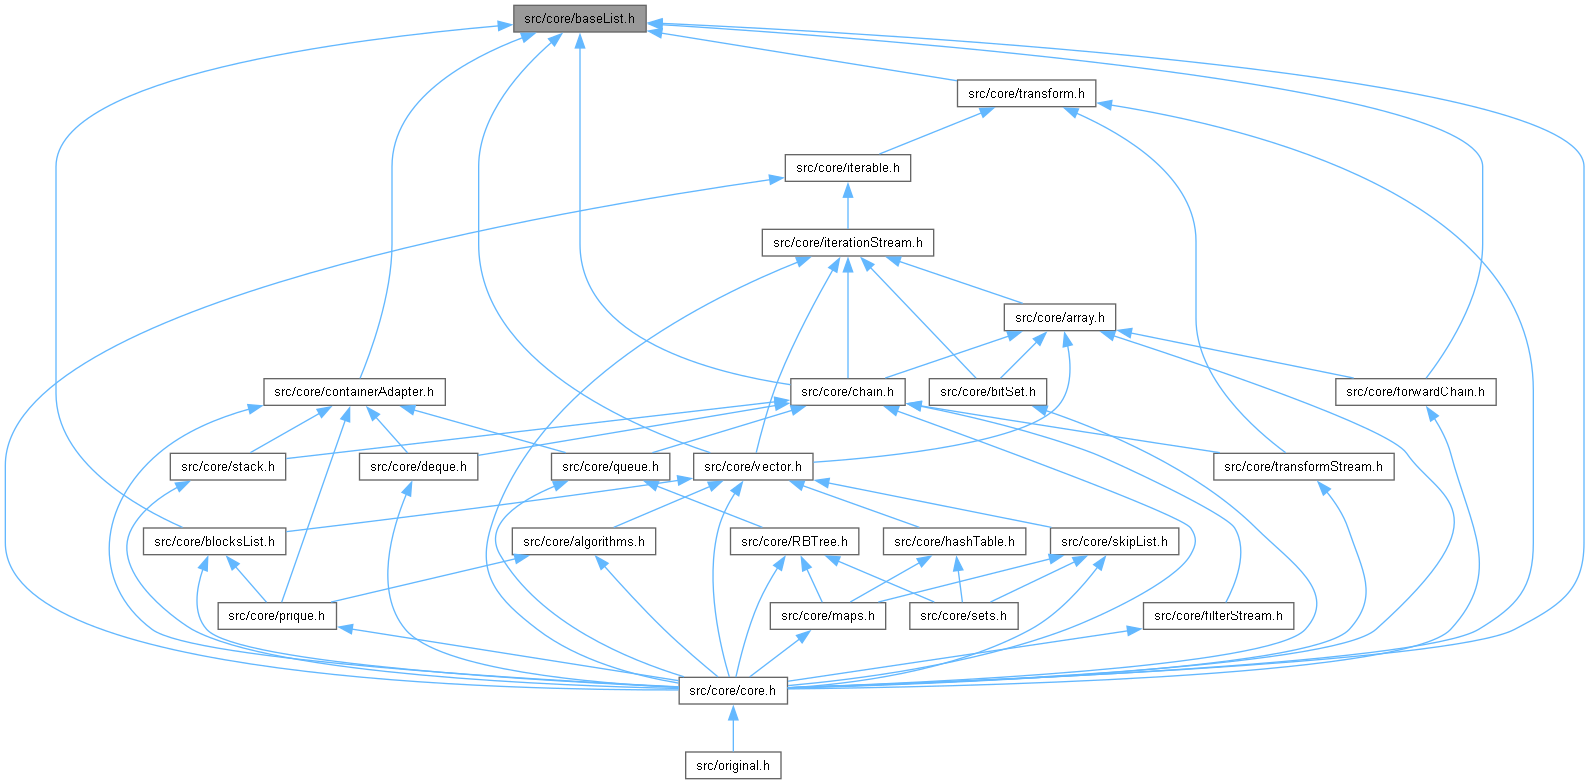 src/core/baseList.h
src/core/transform.h
src/core/iterable.h
src/core/iterationStream.h
src/core/array.h
src/core/containerAdapter.h
src/core/chain.h
src/core/bitSet.h
src/core/forwardChain.h
src/core/stack.h
src/core/deque.h
src/core/queue.h
src/core/vector.h
src/core/transformStream.h
src/core/blocksList.h
src/core/algorithms.h
src/core/RBTree.h
src/core/hashTable.h
src/core/skipList.h
src/core/prique.h
src/core/maps.h
src/core/sets.h
src/core/filterStream.h
src/core/core.h
src/original.h